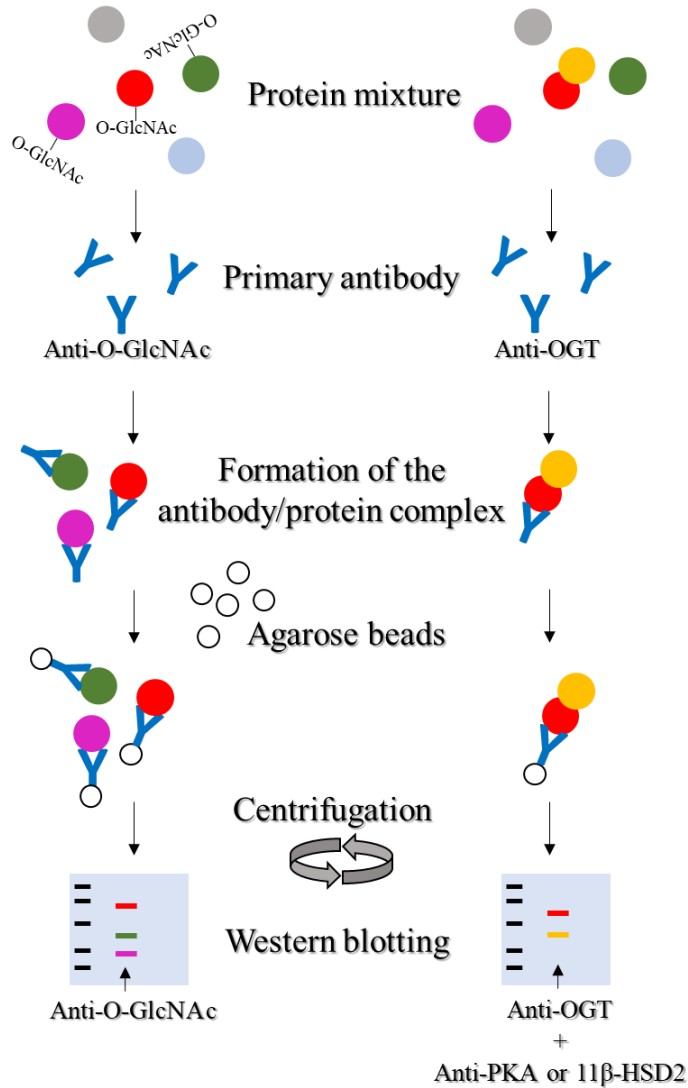 O-GlcNAc
O-GlcNAc
O-GlcNAc
Protein mixture
Primary antibody
Anti-O-GlcNAc
Anti-OGT
Formation of the
antibody/protein complex
Agarose beads
Centrifugation
Western blotting
Anti-O-GlcNAc
Anti-OGT
+
Anti-PKA or 11β-HSD2